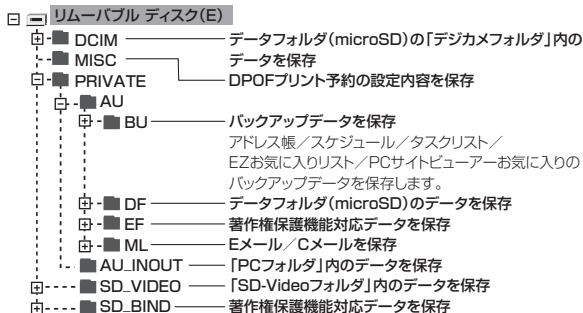 リムーバブル ディスク(E)
DCIM データフォルダ(microSD)の「デジカメフォルダ」内の
MISC データを保存
PRIVATE DPOFプリント予約の設定内容を保存
AU
BU バックアップデータを保存
アドレス帳／スケジュール／タスクリスト／
EZお気に入りリスト／PCサイトビューアーお気に入りの
バックアップデータを保存します。
DF データフォルダ(microSD)のデータを保存
EF 著作権保護機能対応データを保存
ML Eメール／Cメールを保存
AU_INOUT 「PCフォルダ」内のデータを保存
SD_VIDEO 「SD-Videoフォルダ」内のデータを保存
SD_BIND 著作権保護機能対応データを保存